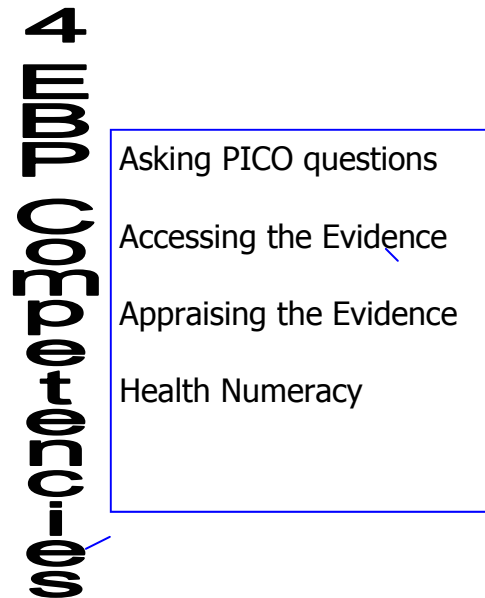 4 EBP Competencies
Asking PICO questions
Accessing the Evidence
Appraising the Evidence
Health Numeracy